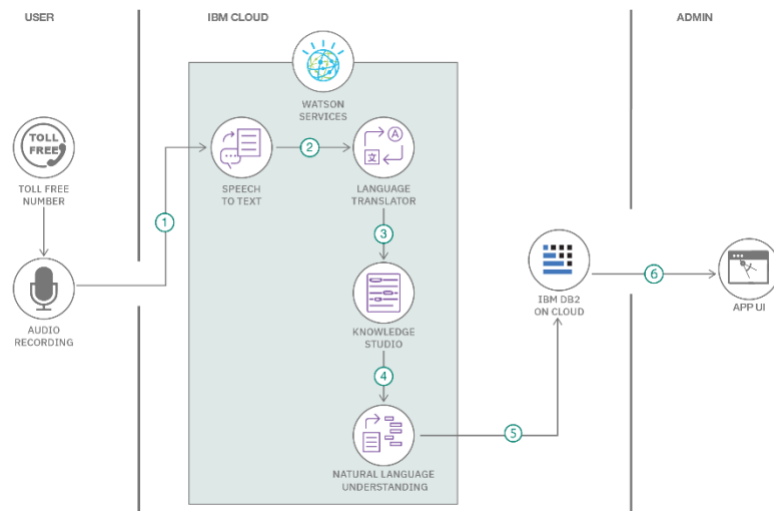 USER
IBM CLOUD
ADMIN
WATSON
SERVICES
TOLL
FREE
TOLL FREE
NUMBER
1
SPEECH
TO TEXT
2
A
文
LANGUAGE
TRANSLATOR
3
AUDIO
RECORDING
KNOWLEDGE
STUDIO
4
NATURAL LANGUAGE
UNDERSTANDING
5
IBM DB2
ON CLOUD
6
APP UI